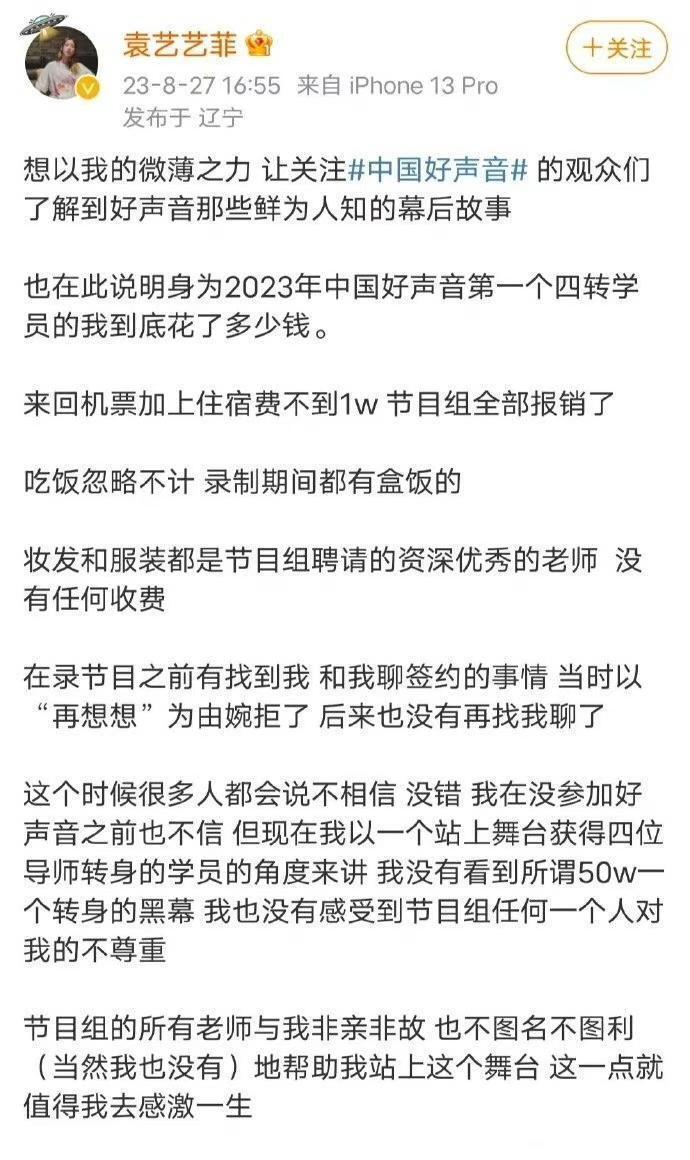 袁艺艺菲
+关注
23-8-27 16:55 来自 iPhone 13 Pro
发布于 辽宁
想以我的微薄之力 让关注#中国好声音# 的观众们
了解到好声音那些鲜为人知的幕后故事
也在此说明身为2023年中国好声音第一个四转学
员的我到底花了多少钱。
来回机票加上住宿费不到1w 节目组全部报销了
吃饭忽略不计 录制期间都有盒饭的
妆发和服装都是节目组聘请的资深优秀的老师 没
有任何收费
在录节目之前有找到我 和我聊签约的事情 当时以
“再想想”为由婉拒了 后来也没有再找我聊了
这个时候很多人都会说不相信 没错 我在没参加好
声音之前也不信 但现在我以一个站上舞台获得四位
导师转身的学员的角度来讲 我没有看到所谓50w一
个转身的黑幕 我也没有感受到节目组任何一个人对
我的不尊重
节目组的所有老师与我非亲非故 也不图名不图利
（当然我也没有）地帮助我站上这个舞台 这一点就
值得我去感激一生